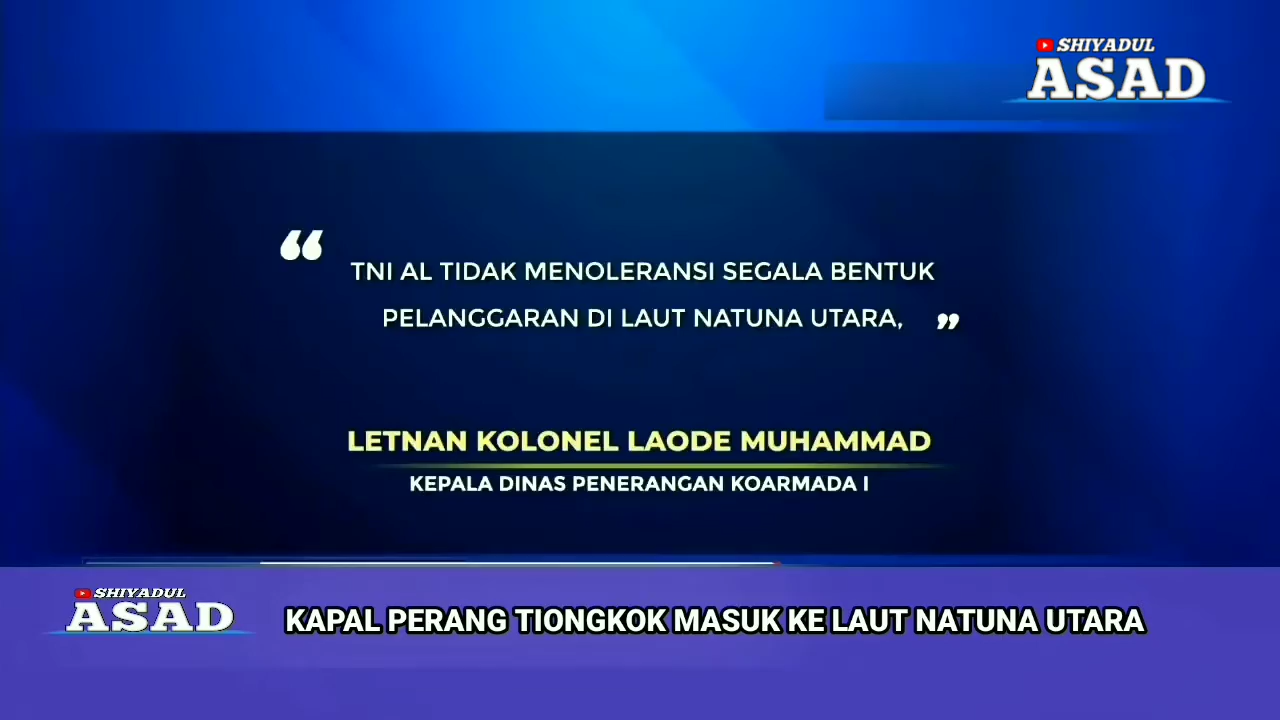 SHIYADUL
ASAD
“
TNI AL TIDAK MENOLERANSI SEGALA BENTUK
PELANGGARAN DI LAUT NATUNA UTARA, ”
LETNAN KOLONEL LAODE MUHAMMAD
KEPALA DINAS PENERANGAN KOARMADA I
SHIYADUL
ASAD
KAPAL PERANG TIONGKOK MASUK KE LAUT NATUNA UTARA